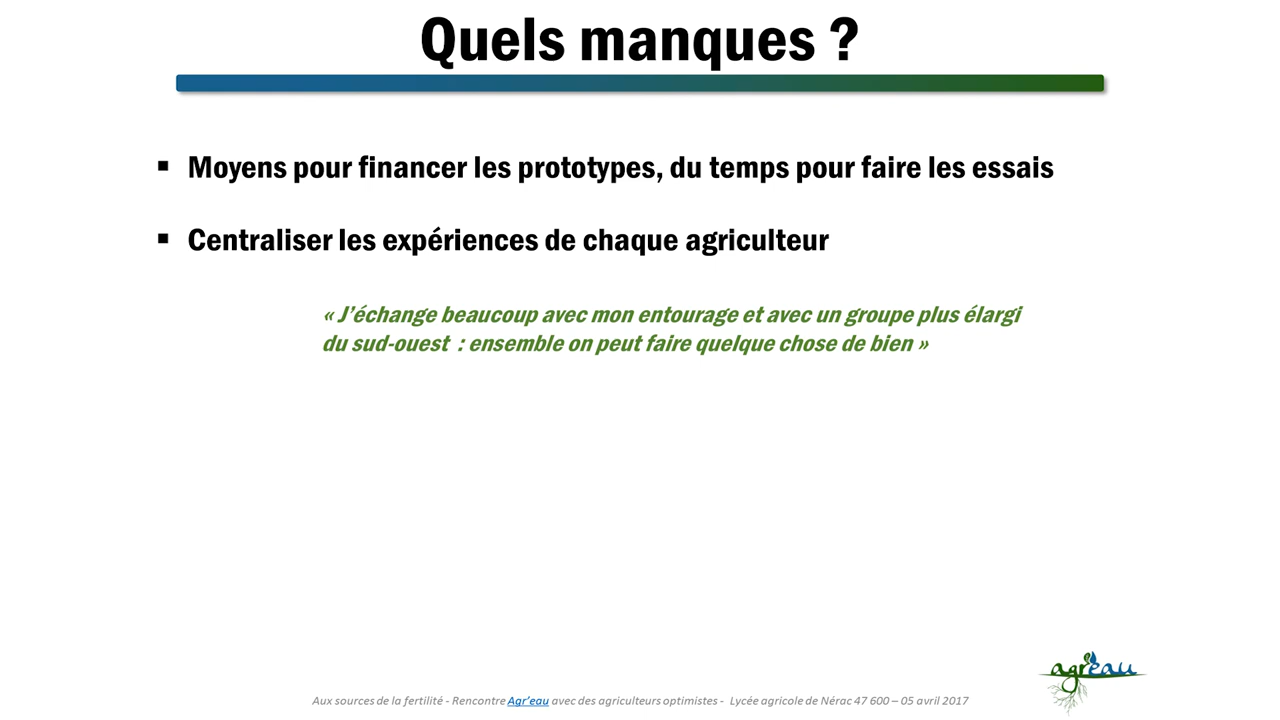 Quels manques ?
▪ Moyens pour financer les prototypes, du temps pour faire les essais
▪ Centraliser les expériences de chaque agriculteur
« J’échange beaucoup avec mon entourage et avec un groupe plus élargi
du sud-ouest : ensemble on peut faire quelque chose de bien »
agr'eau
Aux sources de la fertilité - Rencontre Agr’eau avec des agriculteurs optimistes - Lycée agricole de Nérac 47 600 – 05 avril 2017